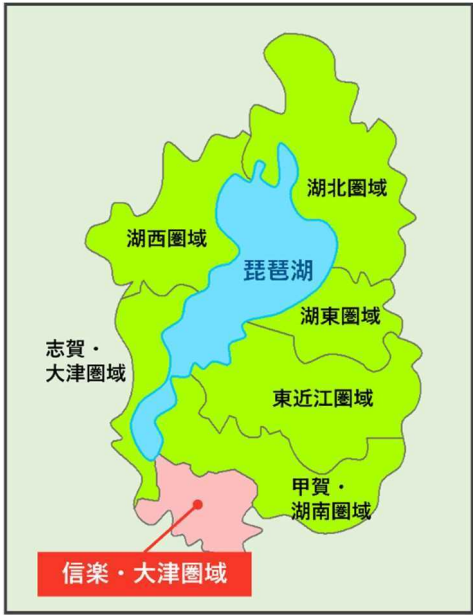 湖北圏域
湖西圏域
琵琶湖
湖東圏域
志賀・
大津圏域
東近江圏域
甲賀・
湖南圏域
信楽・大津圏域